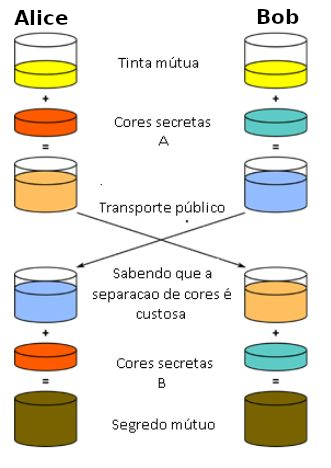 Alice
Bob
Tinta mútua
+
+
Cores secretas
A
=
=
Transporte público
Sabendo que a
separacao de cores é
custosa
+
+
Cores secretas
B
=
=
Segredo mútuo